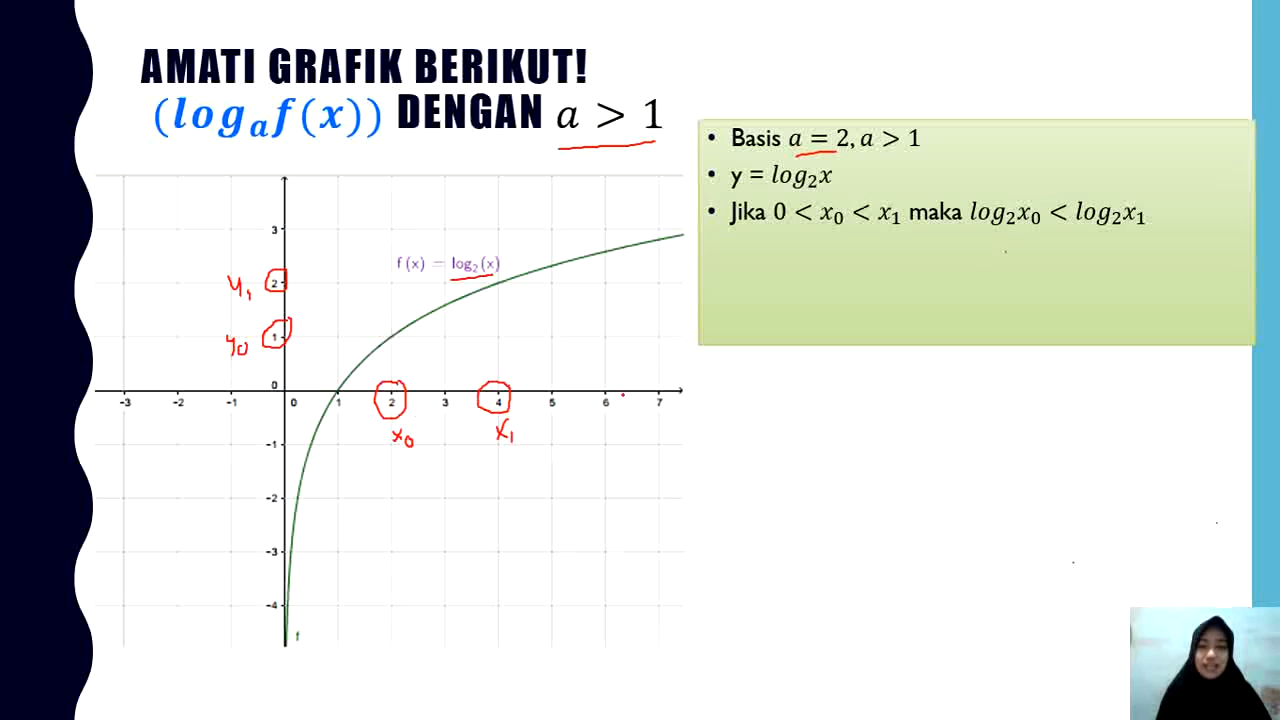 AMATI GRAFIK BERIKUT!
(log_a f(x)) DENGAN a > 1
• Basis a = 2, a > 1
• y = log₂x
• Jika 0 < x₀ < x₁ maka log₂x₀ < log₂x₁
f(x) = log₂(x)
3
y₁ 2
y₀ 1
0
-3 -2 -1 0 1 2 3 4 5 6 7
x₀ x₁
-1
-2
-3
-4
f